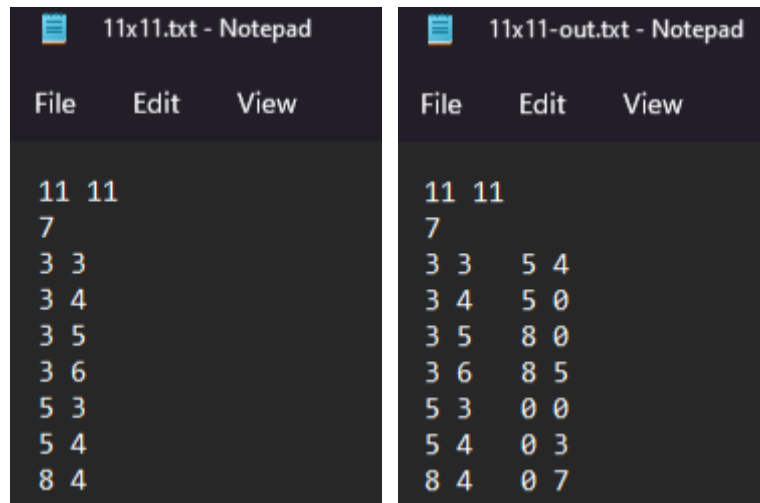 11x11.txt - Notepad
File Edit View
11 11
7
3 3
3 4
3 5
3 6
5 3
5 4
8 4
11x11-out.txt - Notepad
File Edit View
11 11
7
3 3 5 4
3 4 5 0
3 5 8 0
3 6 8 5
5 3 0 0
5 4 0 3
8 4 0 7